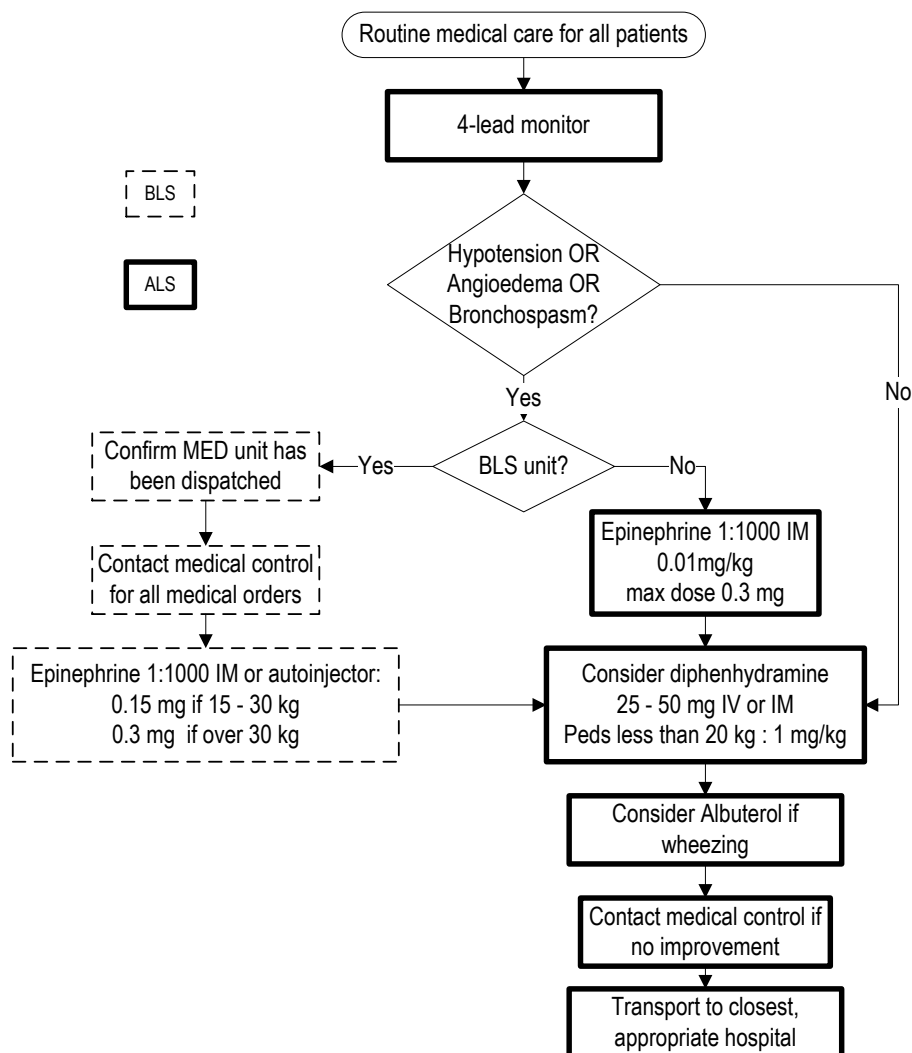 Routine medical care for all patients
4-lead monitor
BLS
ALS
Hypotension OR
Angioedema OR
Bronchospasm?
No
Yes
BLS unit?
Yes
No
Confirm MED unit has
been dispatched
Contact medical control
for all medical orders
Epinephrine 1:1000 IM or autoinjector:
0.15 mg if 15 - 30 kg
0.3 mg if over 30 kg
Epinephrine 1:1000 IM
0.01mg/kg
max dose 0.3 mg
Consider diphenhydramine
25 - 50 mg IV or IM
Peds less than 20 kg : 1 mg/kg
Consider Albuterol if
wheezing
Contact medical control if
no improvement
Transport to closest,
appropriate hospital